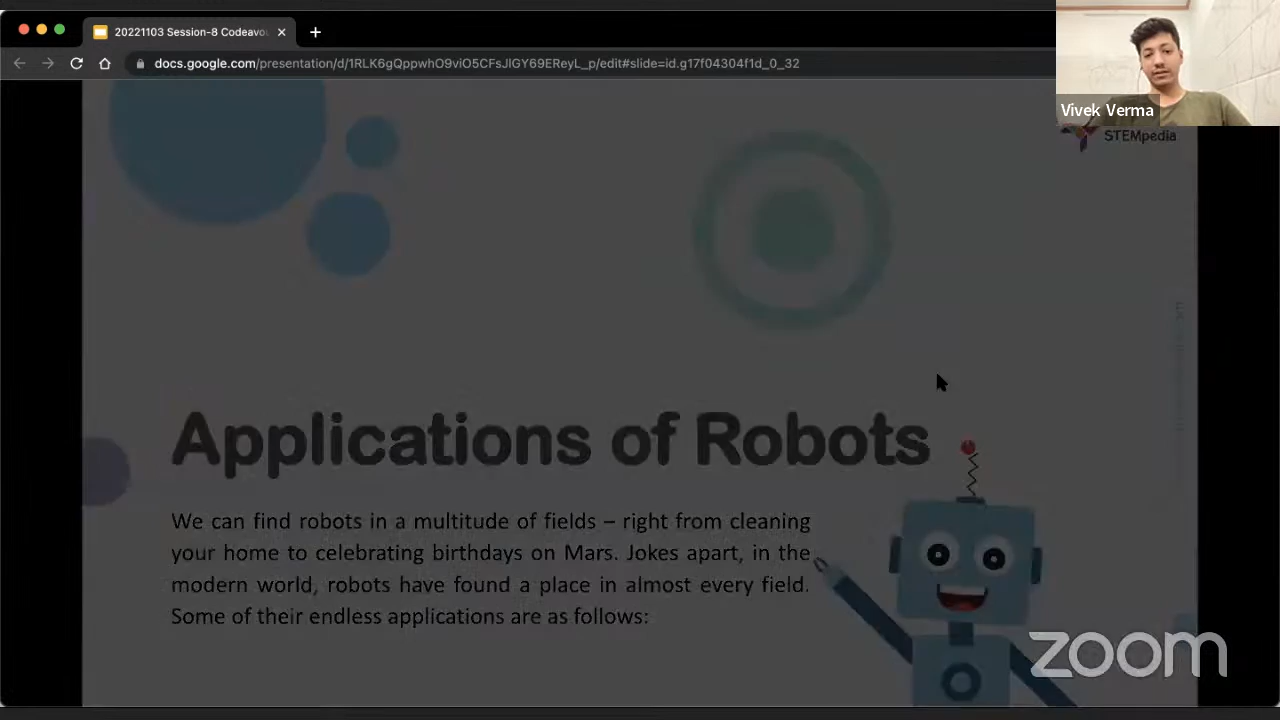 20221103 Session-8 Codeavou
docs.google.com/presentation/d/1RLK6gQppwhO9viO5CFsJlGY69EReyL_p/edit#slide=id.g17f04304f1d_0_32
Vivek Verma
STEMpedia
Applications of Robots
We can find robots in a multitude of fields – right from cleaning
your home to celebrating birthdays on Mars. Jokes apart, in the
modern world, robots have found a place in almost every field.
Some of their endless applications are as follows:
zoom